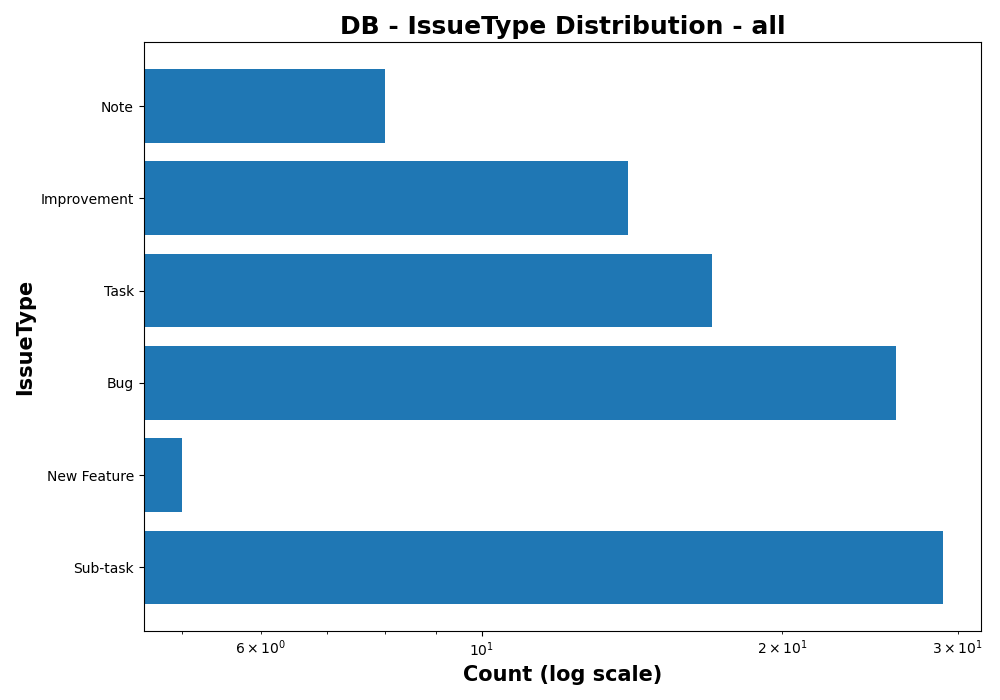 DB - IssueType Distribution - all
IssueType
Note
Improvement
Task
Bug
New Feature
Sub-task
6 × 10⁰
10¹
2 × 10¹
3 × 10¹
Count (log scale)